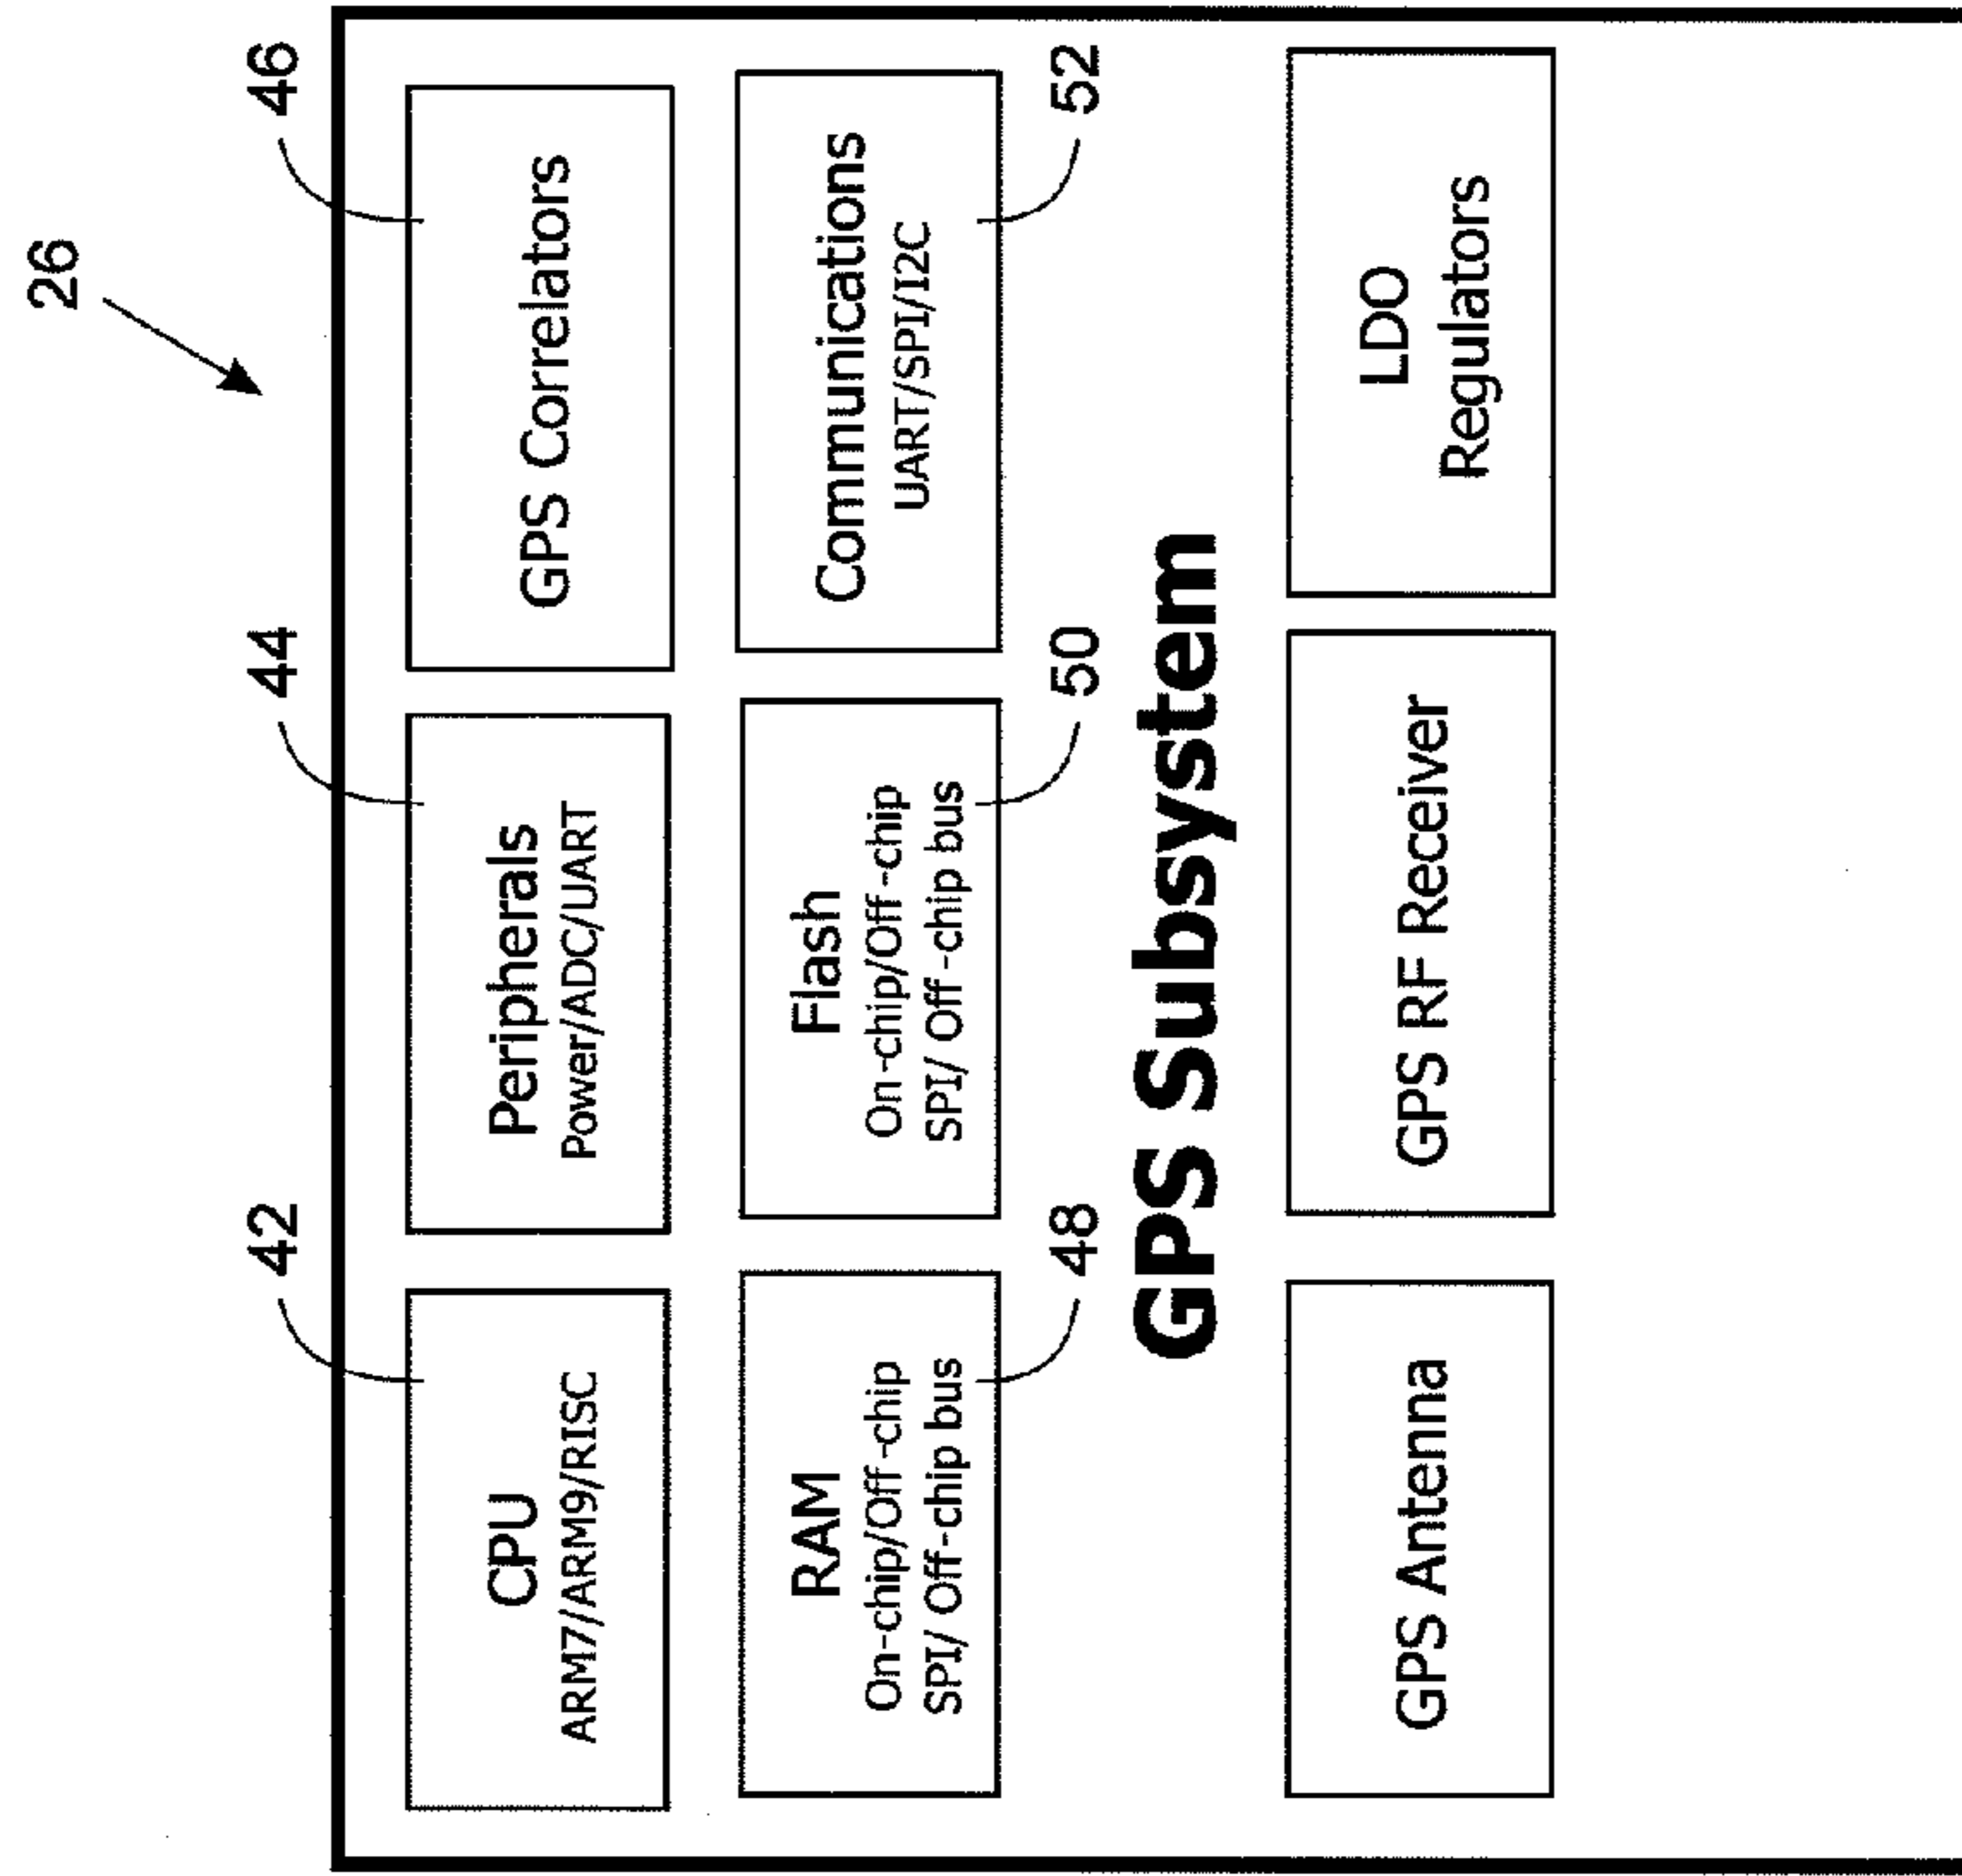 26
42
44
46
CPU
ARM7/ARM9/RISC
Peripherals
Power/ADC/UART
GPS Correlators
RAM
On-chip/Off-chip
SPI/ Off-chip bus
Flash
On-chip/Off-chip
SPI/ Off-chip bus
Communications
UART/SPI/I2C
48
50
52
GPS Subsystem
GPS Antenna
GPS RF Receiver
LDO
Regulators